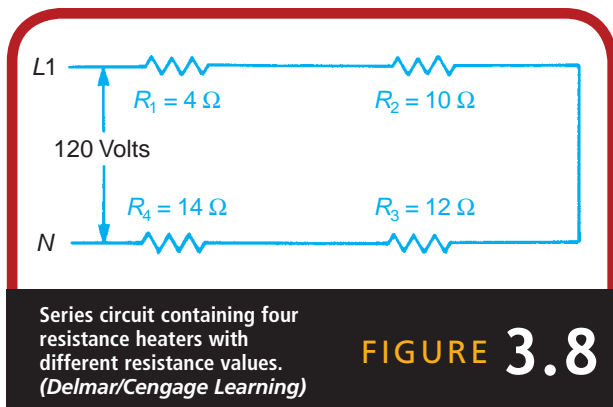 L1
R1 = 4 Ω
R2 = 10 Ω
120 Volts
R4 = 14 Ω
R3 = 12 Ω
N
Series circuit containing four
resistance heaters with
different resistance values.
(Delmar/Cengage Learning)
FIGURE 3.8